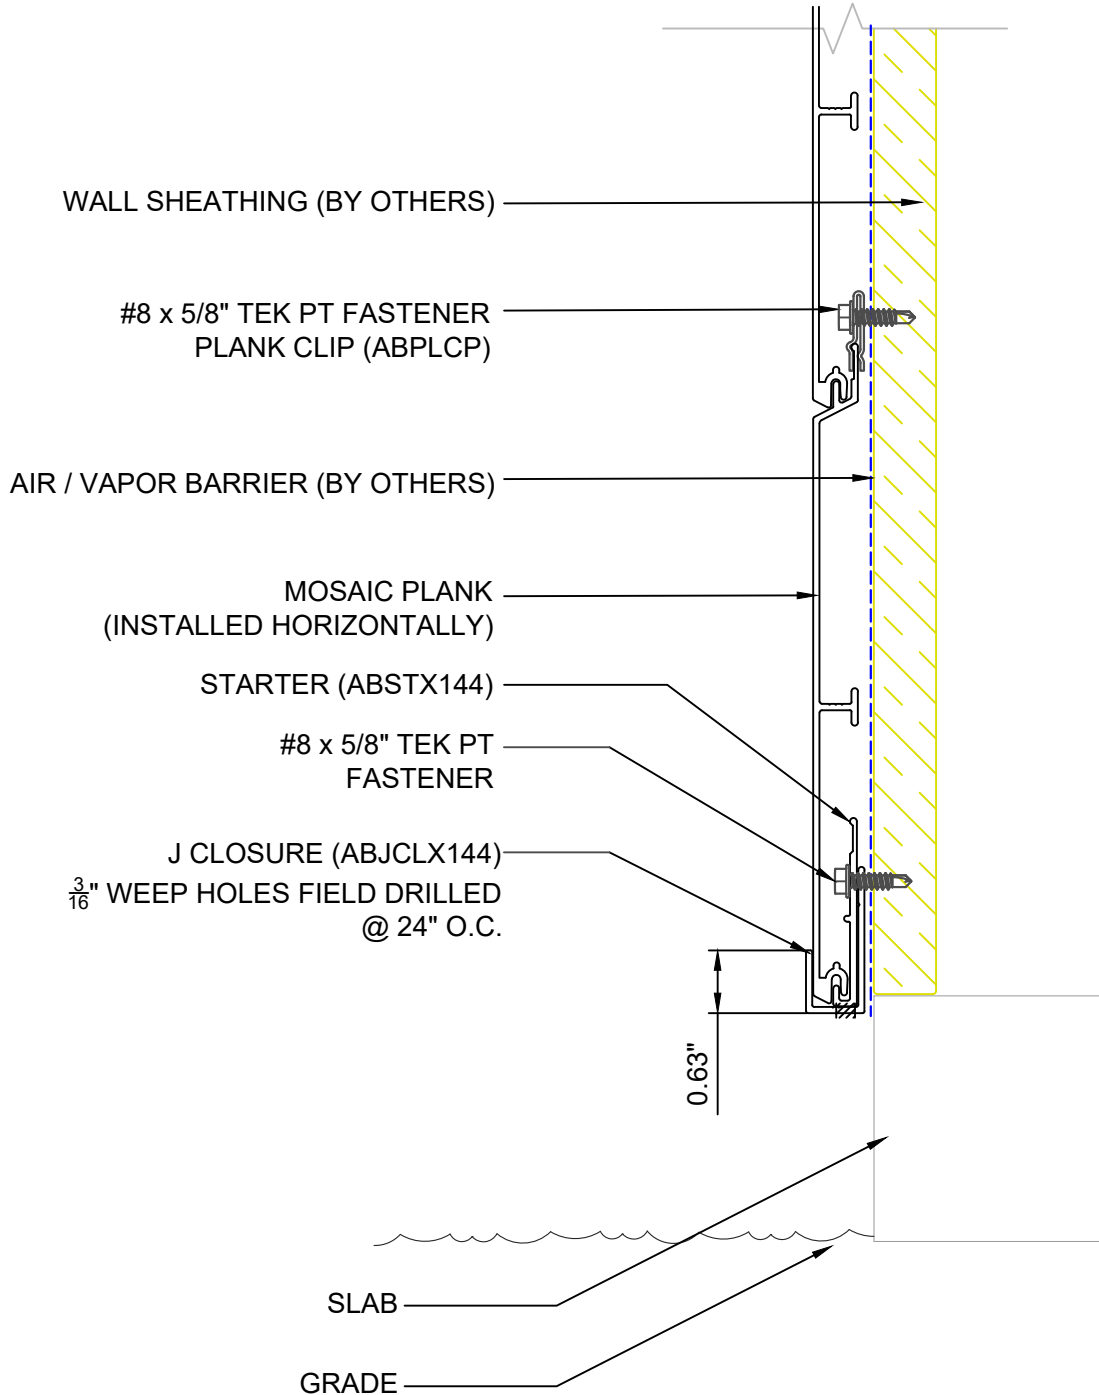 WALL SHEATHING (BY OTHERS)
#8 x 5/8" TEK PT FASTENER
PLANK CLIP (ABPLCP)
AIR / VAPOR BARRIER (BY OTHERS)
MOSAIC PLANK
(INSTALLED HORIZONTALLY)
STARTER (ABSTX144)
#8 x 5/8" TEK PT
FASTENER
J CLOSURE (ABJCLX144)
3/16" WEEP HOLES FIELD DRILLED
@ 24" O.C.
0.63"
SLAB
GRADE